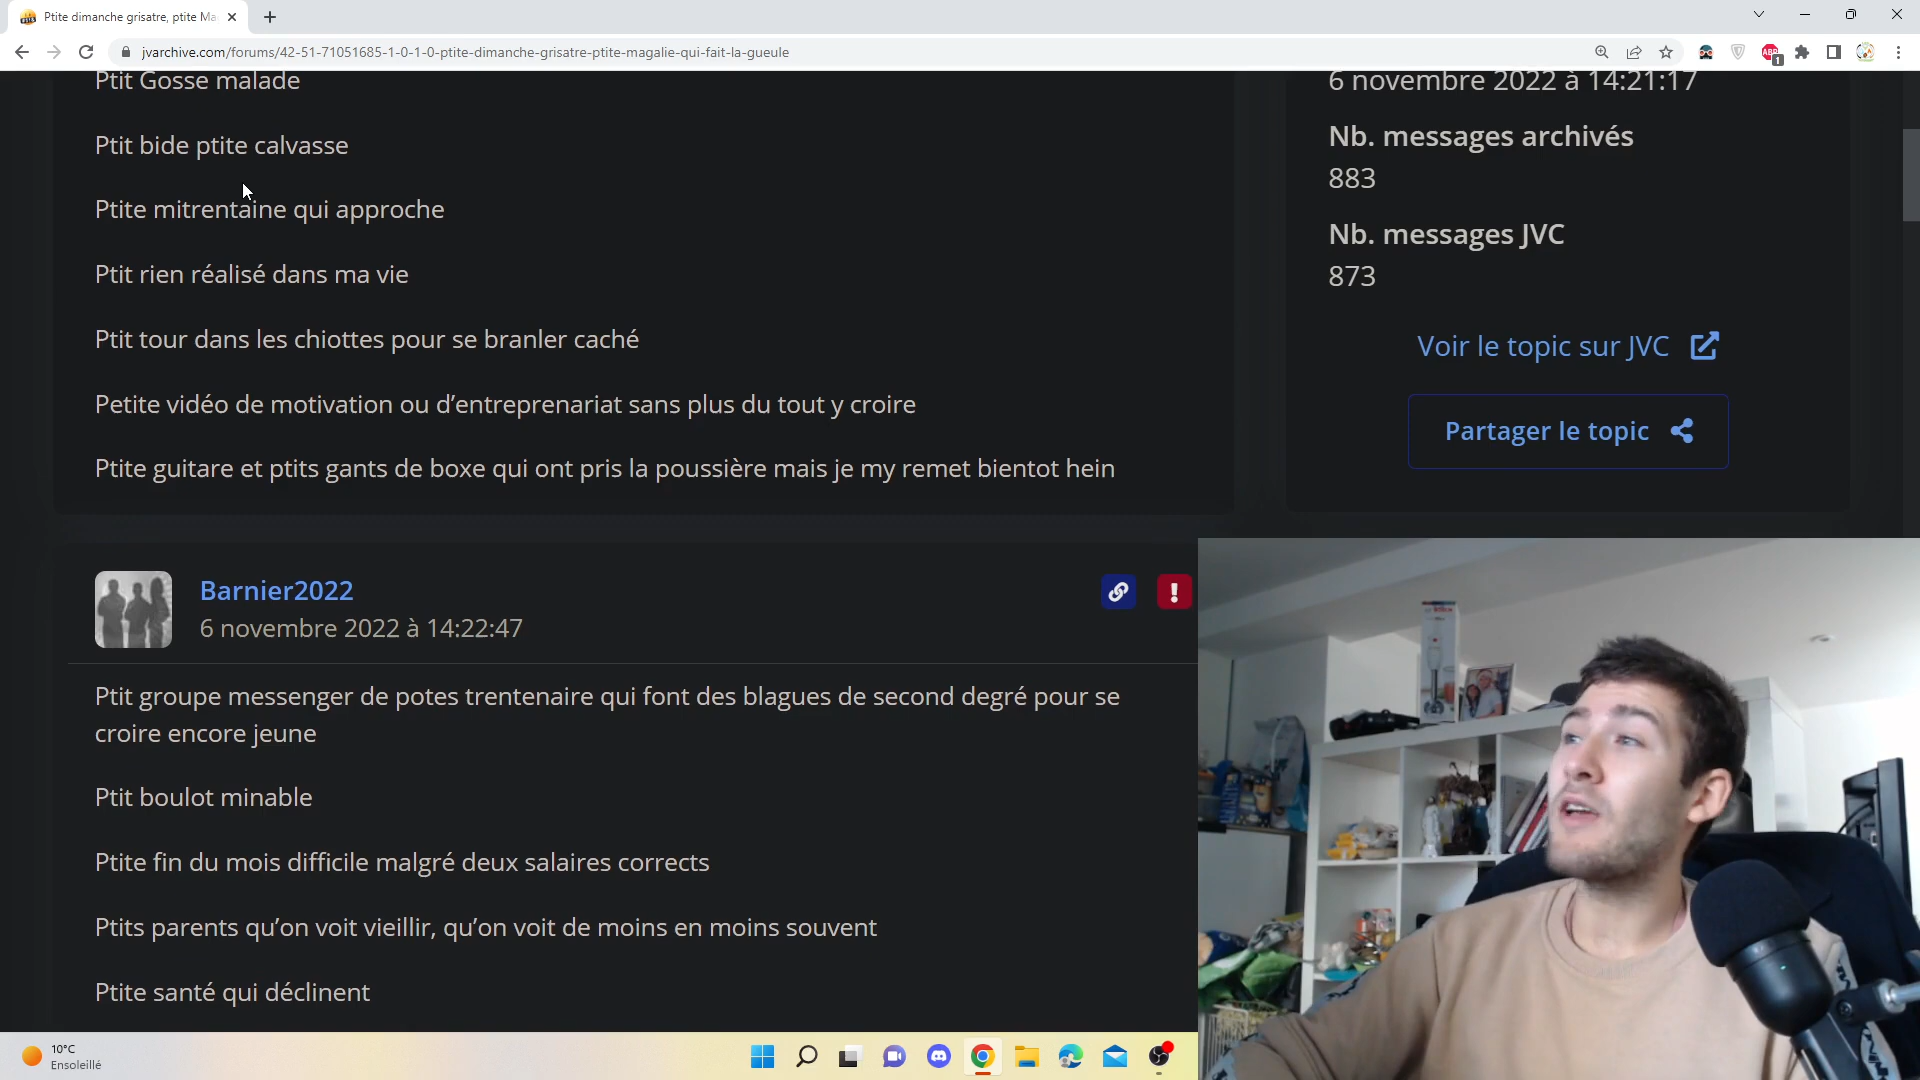 Ptite dimanche grisatre, ptite Ma
jvarchive.com/forums/42-51-71051685-1-0-1-0-ptite-dimanche-grisatre-ptite-magalie-qui-fait-la-gueule
ABP
1
Ptit Gosse malade
Ptit bide ptite calvasse
Ptite mitrentaine qui approche
Ptit rien réalisé dans ma vie
Ptit tour dans les chiottes pour se branler caché
Petite vidéo de motivation ou d’entreprenariat sans plus du tout y croire
Ptite guitare et ptits gants de boxe qui ont pris la poussière mais je my remet bientot hein
6 novembre 2022 à 14:21:17
Nb. messages archivés
883
Nb. messages JVC
873
Voir le topic sur JVC
Partager le topic
Barnier2022
6 novembre 2022 à 14:22:47
Ptit groupe messenger de potes trentenaire qui font des blagues de second degré pour se
croire encore jeune
Ptit boulot minable
Ptite fin du mois difficile malgré deux salaires corrects
Ptits parents qu’on voit vieillir, qu’on voit de moins en moins souvent
Ptite santé qui déclinent
10°C
Ensoleillé